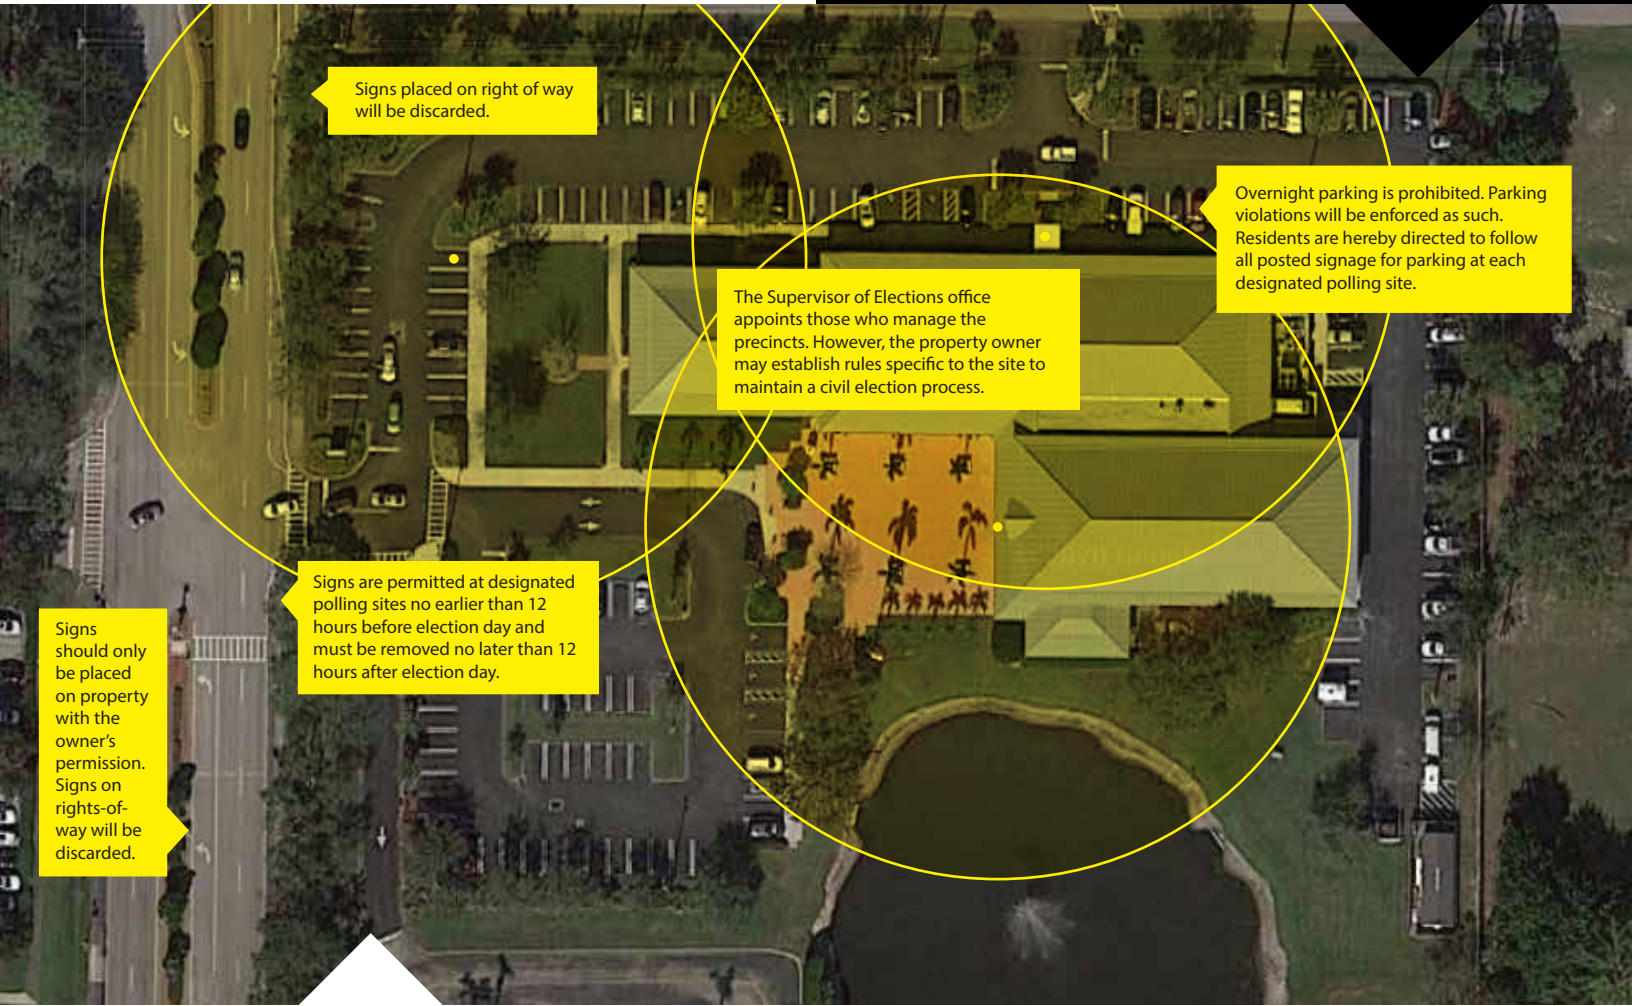 Signs placed on right of way
will be discarded.
Overnight parking is prohibited. Parking
violations will be enforced as such.
Residents are hereby directed to follow
all posted signage for parking at each
designated polling site.
The Supervisor of Elections office
appoints those who manage the
precincts. However, the property owner
may establish rules specific to the site to
maintain a civil election process.
Signs are permitted at designated
polling sites no earlier than 12
hours before election day and
must be removed no later than 12
hours after election day.
Signs
should only
be placed
on property
with the
owner's
permission.
Signs on
rights-of-
way will be
discarded.